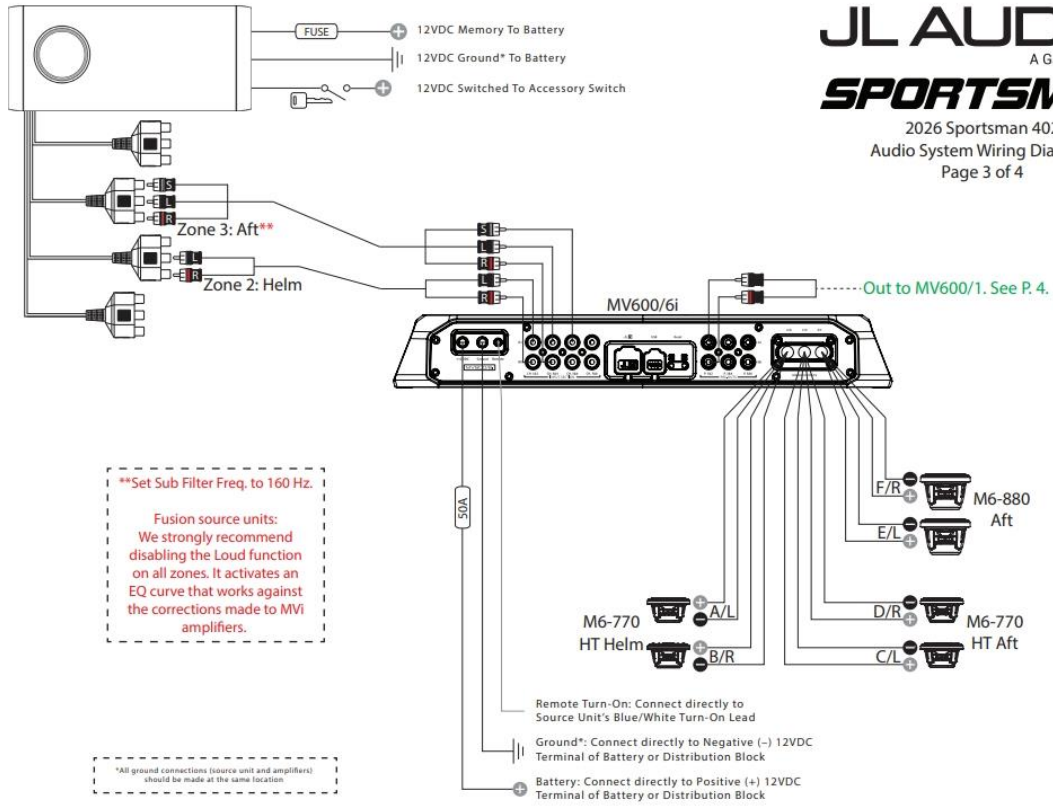 FUSE
12VDC Memory To Battery
12VDC Ground* To Battery
12VDC Switched To Accessory Switch
JL AUD
A G
SPORTSM
2026 Sportsman 402
Audio System Wiring Dia
Page 3 of 4
S
L
R
Zone 3: Aft**
L
R
Zone 2: Helm
S
L
R
L
R
MV600/6i
Out to MV600/1. See P. 4.
**Set Sub Filter Freq. to 160 Hz.
Fusion source units:
We strongly recommend
disabling the Loud function
on all zones. It activates an
EQ curve that works against
the corrections made to MVi
amplifiers.
50A
F/R
M6-880
Aft
E/L
M6-770
HT Helm
A/L
B/R
D/R
C/L
M6-770
HT Aft
Remote Turn-On: Connect directly to
Source Unit's Blue/White Turn-On Lead
Ground*: Connect directly to Negative (–) 12VDC
Terminal of Battery or Distribution Block
Battery: Connect directly to Positive (+) 12VDC
Terminal of Battery or Distribution Block
*All ground connections (source unit and amplifiers)
should be made at the same location